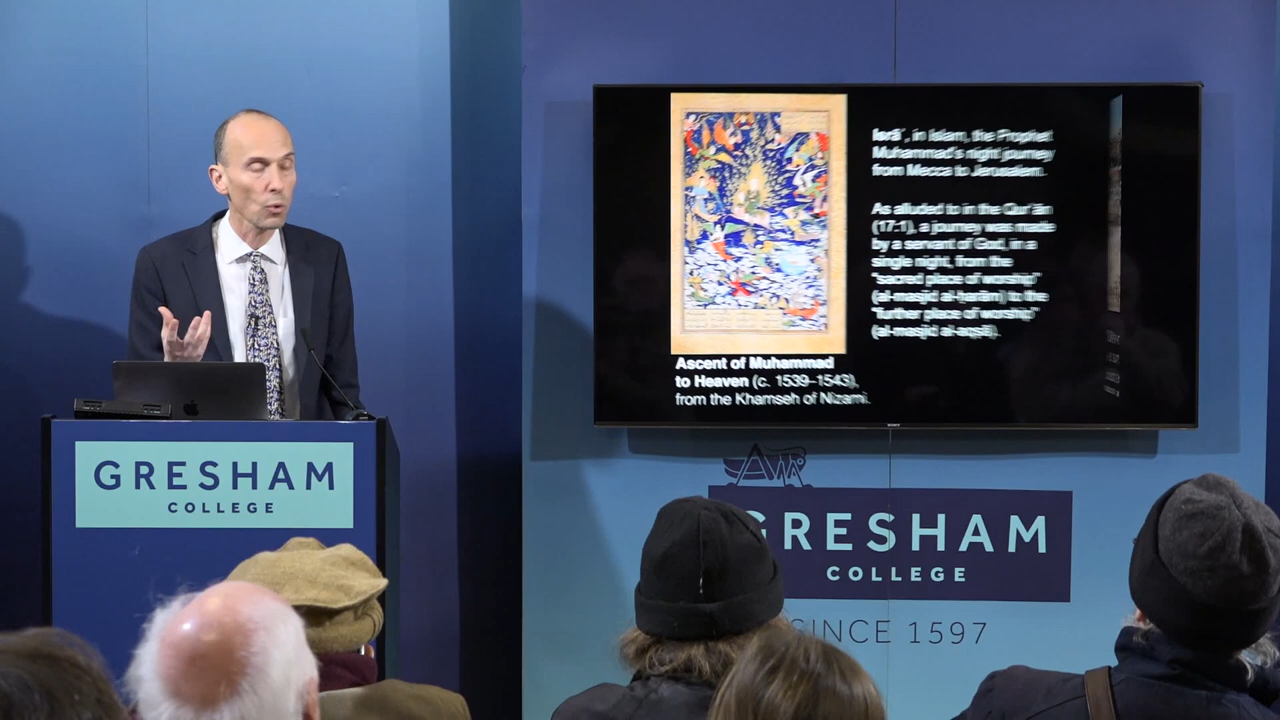 Isrāʾ, in Islam, the Prophet
Muhammad's night journey
from Mecca to Jerusalem.
As alluded to in the Qurʾān
(17:1), a journey was made
by a servant of God, in a
single night, from the
"sacred place of worship"
(al-masjid al-ḥarām) to the
"further place of worship"
(al-masjid al-aqṣā).
Ascent of Muhammad
to Heaven (c. 1539–1543),
from the Khamseh of Nizami.
GRESHAM
COLLEGE
GRESHAM
COLLEGE
SINCE 1597
SONY